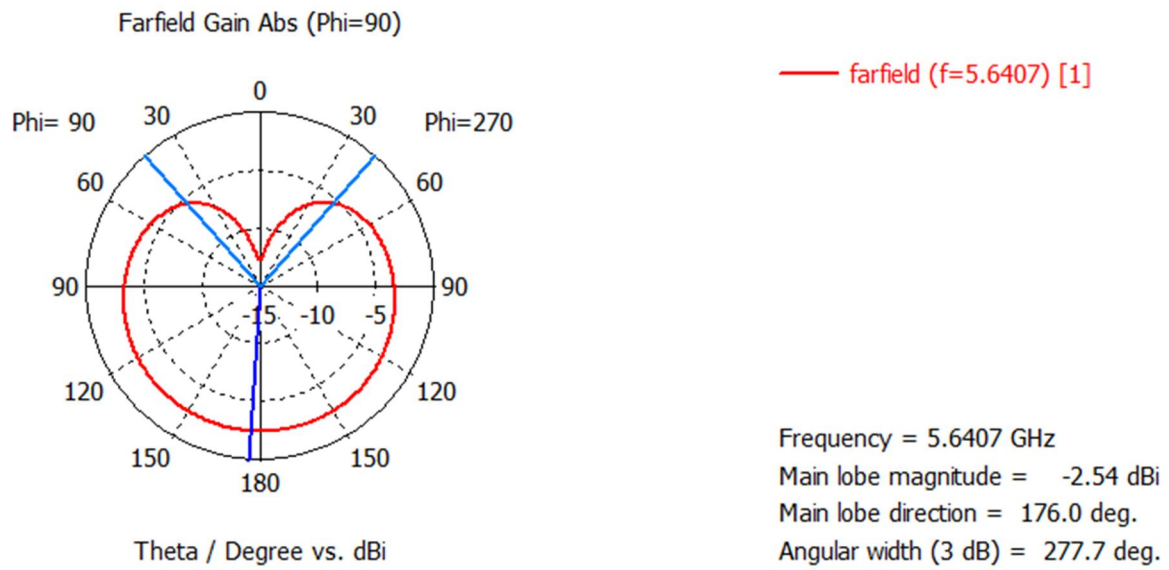 Farfield Gain Abs (Phi=90)
farfield (f=5.6407) [1]
0
Phi= 90
30
30
Phi=270
60
60
90
-15
-10
-5
90
120
120
150
150
180
Theta / Degree vs. dBi
Frequency = 5.6407 GHz
Main lobe magnitude = -2.54 dBi
Main lobe direction = 176.0 deg.
Angular width (3 dB) = 277.7 deg.